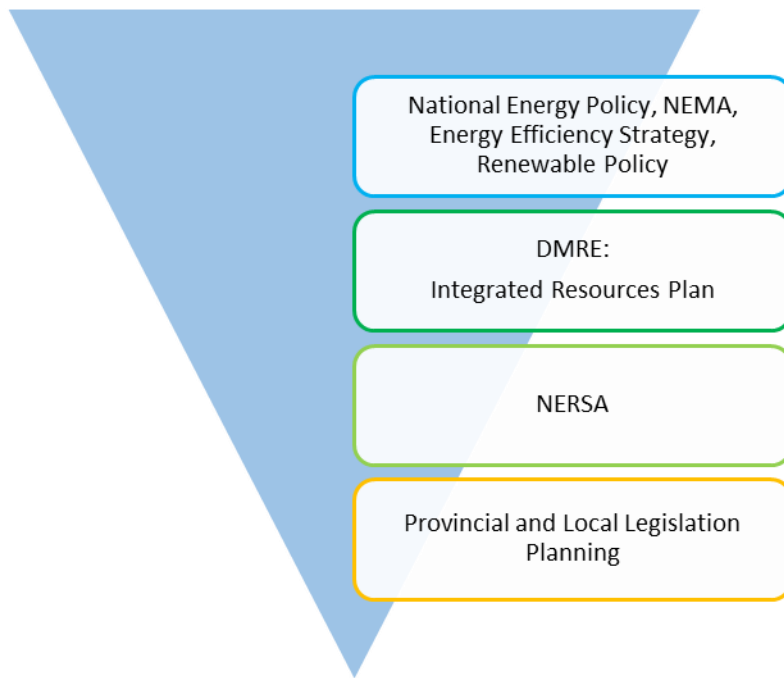 National Energy Policy, NEMA,
Energy Efficiency Strategy,
Renewable Policy
DMRE:
Integrated Resources Plan
NERSA
Provincial and Local Legislation
Planning